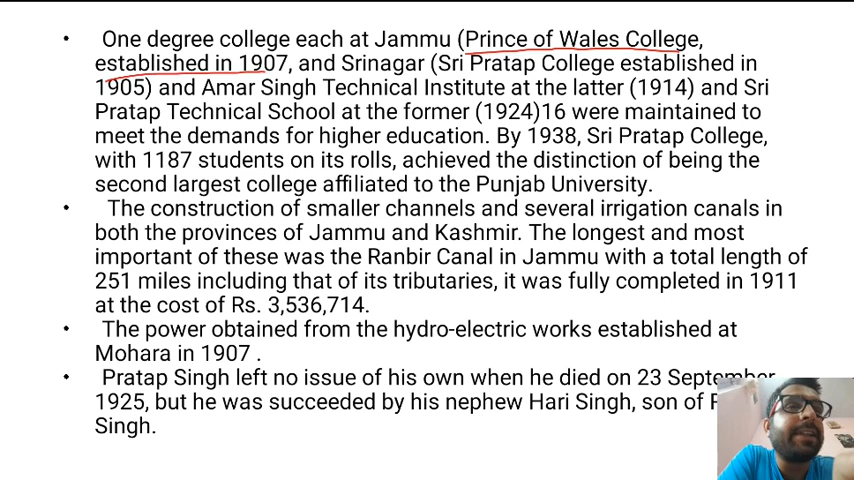 • One degree college each at Jammu (Prince of Wales College,
established in 1907, and Srinagar (Sri Pratap College established in
1905) and Amar Singh Technical Institute at the latter (1914) and Sri
Pratap Technical School at the former (1924)16 were maintained to
meet the demands for higher education. By 1938, Sri Pratap College,
with 1187 students on its rolls, achieved the distinction of being the
second largest college affiliated to the Punjab University.
• The construction of smaller channels and several irrigation canals in
both the provinces of Jammu and Kashmir. The longest and most
important of these was the Ranbir Canal in Jammu with a total length of
251 miles including that of its tributaries, it was fully completed in 1911
at the cost of Rs. 3,536,714.
• The power obtained from the hydro-electric works established at
Mohara in 1907 .
• Pratap Singh left no issue of his own when he died on 23 September
1925, but he was succeeded by his nephew Hari Singh, son of
Singh.